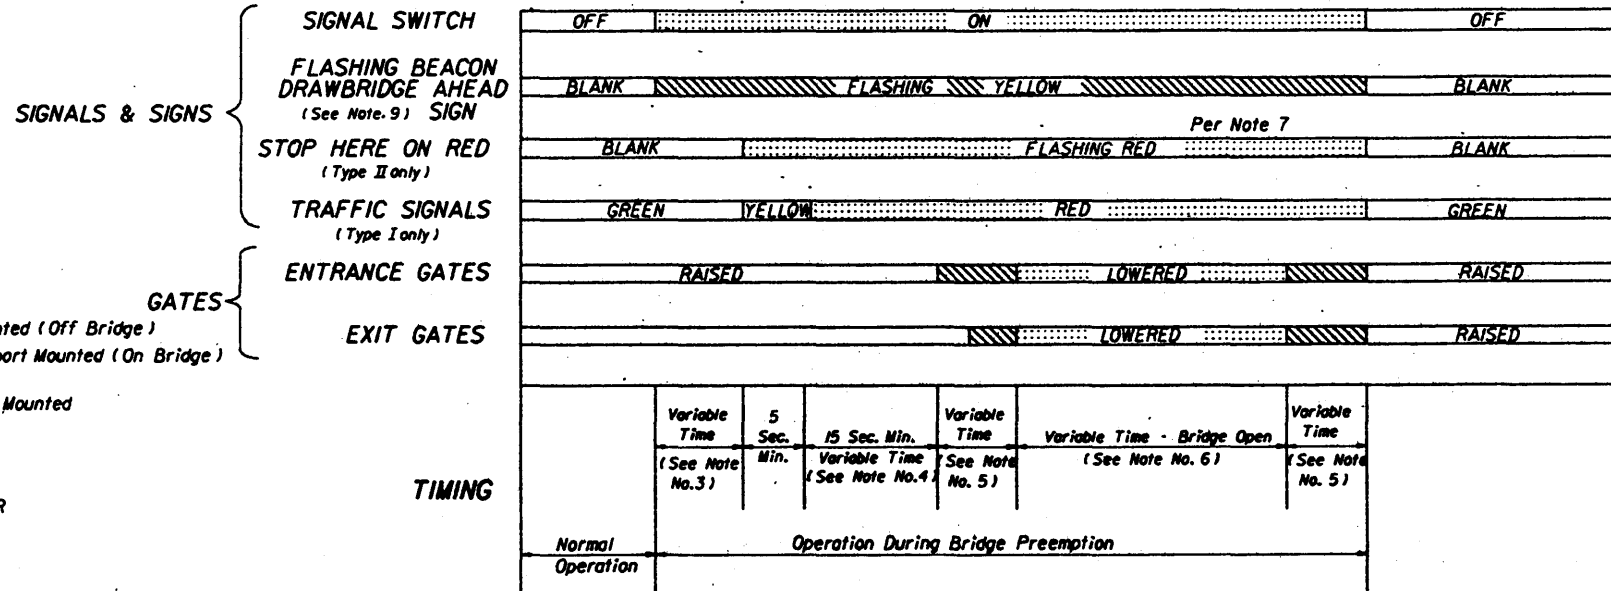 SIGNAL SWITCH OFF ON OFF
FLASHING BEACON
DRAWBRIDGE AHEAD BLANK FLASHING YELLOW BLANK
(See Note. 9) SIGN
SIGNALS & SIGNS
Per Note 7
STOP HERE ON RED BLANK FLASHING RED BLANK
(Type II only)
TRAFFIC SIGNALS GREEN YELLOW RED GREEN
(Type I only)
ENTRANCE GATES RAISED LOWERED RAISED
GATES
(Off Bridge)
EXIT GATES LOWERED RAISED
Mounted (On Bridge)
Mounted
Variable
Time
(See Note
No.3)
5
Sec.
Min.
15 Sec. Min.
Variable Time
(See Note No.4)
Variable
Time
(See Note
No. 5)
Variable Time - Bridge Open
(See Note No. 6)
Variable
Time
(See Note
No. 5)
TIMING
R
Normal
Operation
Operation During Bridge Preemption